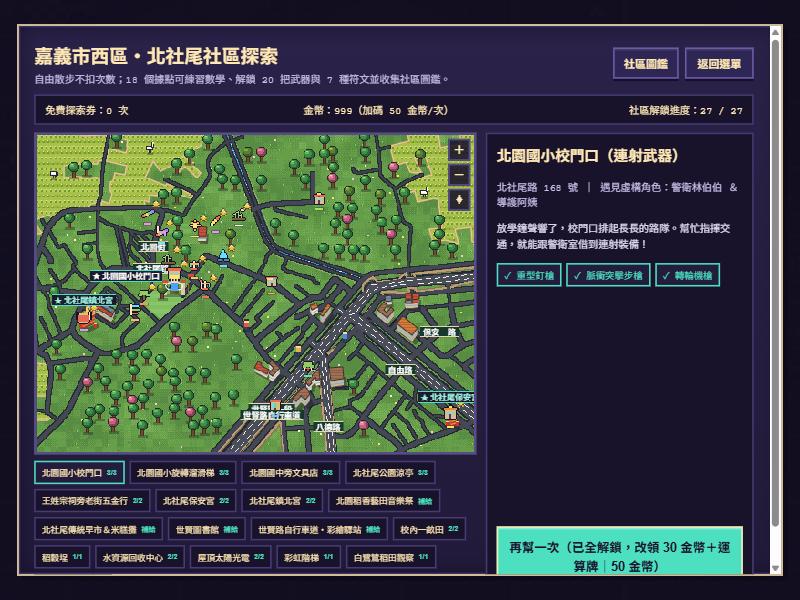 嘉義市西區・北社尾社區探索
自由散步不扣次數；18 個據點可練習數學、解鎖 20 把武器與 7 種符文並收集社區圖鑑。
社區圖鑑
返回選單
免費探索券：0 次
金幣：999（加碼 50 金幣/次）
社區解鎖進度：27 / 27
+
−
北園街
★ 北園國小校門口
★ 北社尾鎮北宮
保安 路
自由路
★ 北社尾保安宮
世賢路自行車道
八德路
北園國小校門口（連射武器）
北社尾路 168 號 ｜ 遇見虛構角色：警衛林伯伯 ＆
導護阿姨
放學鐘聲響了，校門口排起長長的路隊。幫忙指揮交
通，就能跟警衛室借到連射裝備！
✓ 重型釘槍
✓ 脈衝突擊步槍
✓ 轉輪機槍
再幫一次（已全解鎖，改領 30 金幣＋運
算牌｜50 金幣）
北園國小校門口 3/3
北園國小旋轉溜滑梯 3/3
北園國中旁文具店 3/3
北社尾公園涼亭 3/3
王姓宗祠旁老街五金行 2/2
北社尾保安宮 2/2
北社尾鎮北宮 2/2
北園稻香藝田音樂祭 補給
北社尾傳統早市＆米糕攤 補給
世賢圖書館 補給
世賢路自行車道・彩繪驛站 補給
校內一畝田 2/2
稻穀埕 1/1
水資源回收中心 2/2
屋頂太陽光電 2/2
彩虹階梯 1/1
白鷺鷥稻田觀察 1/1